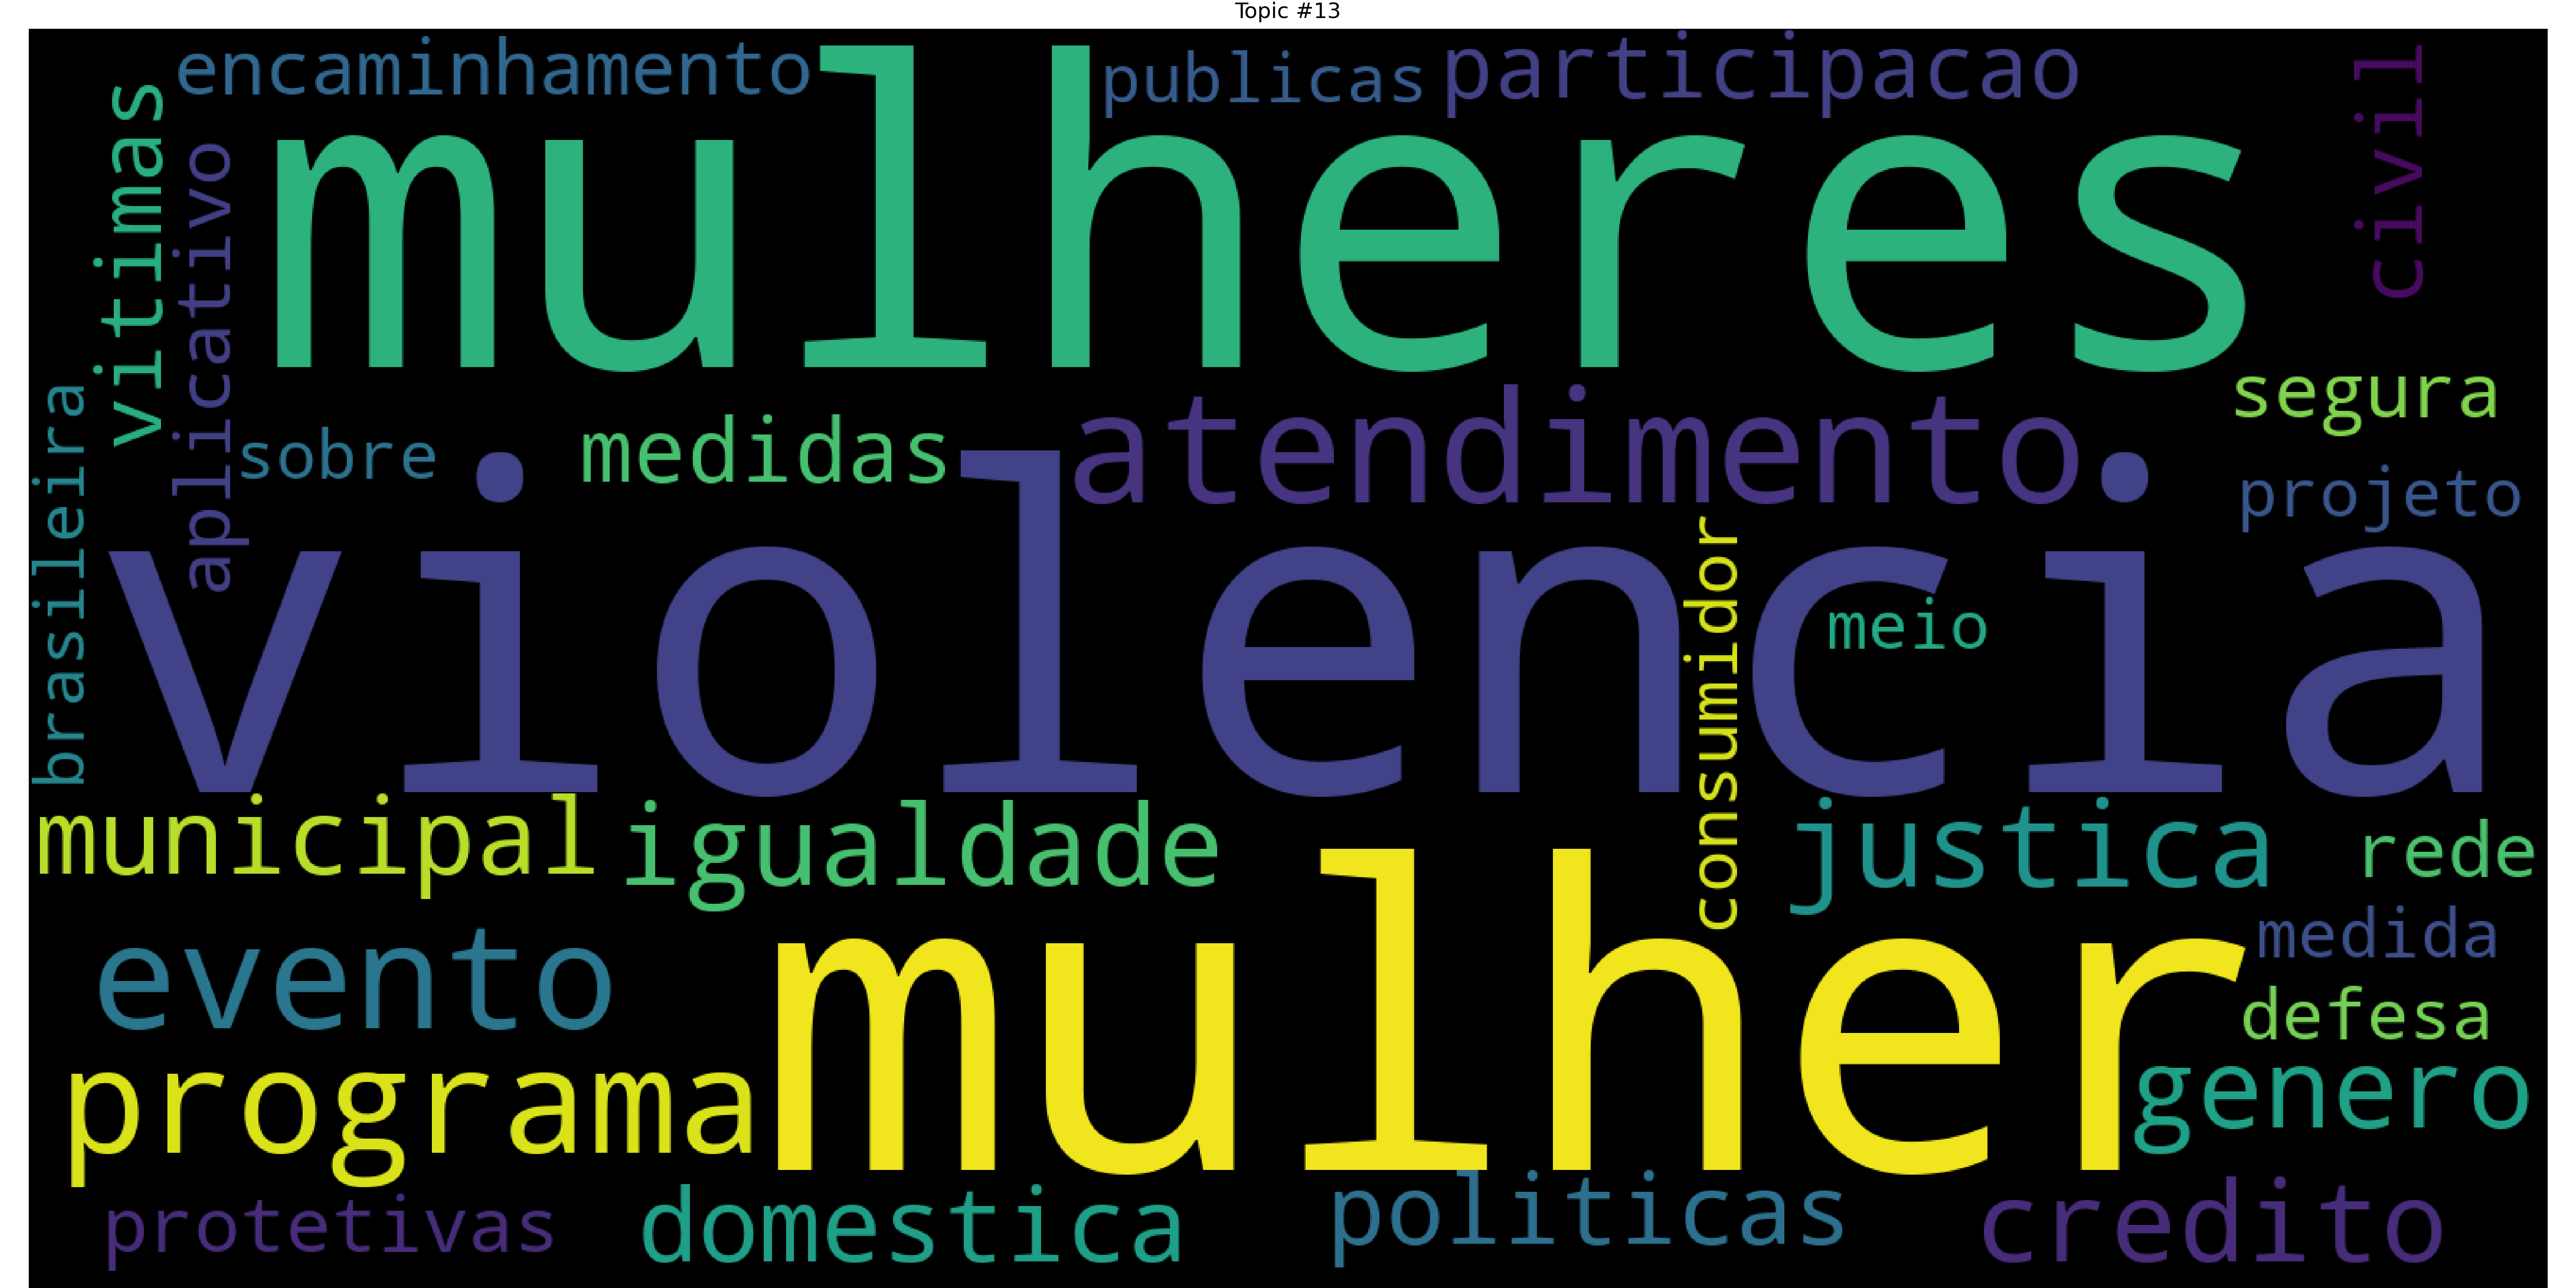 Topic #13
encaminhamento
publicas
participacao
civil
vitimas
aplicativo
mulheres
brasileira
sobre
medidas
atendimento
segura
projeto
violencia
consumidor
meio
municipal
igualdade
justica
rede
evento
mulher
medida
defesa
programa
genero
protetivas
domestica
politicas
credito